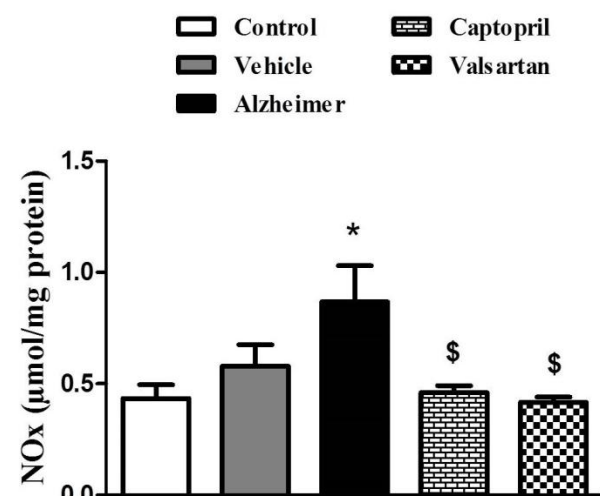 Control
Captopril
Vehicle
Valsartan
Alzheimer
NOx (μmol/mg protein)
1.5
*
1.0
$
$
0.5
0.0